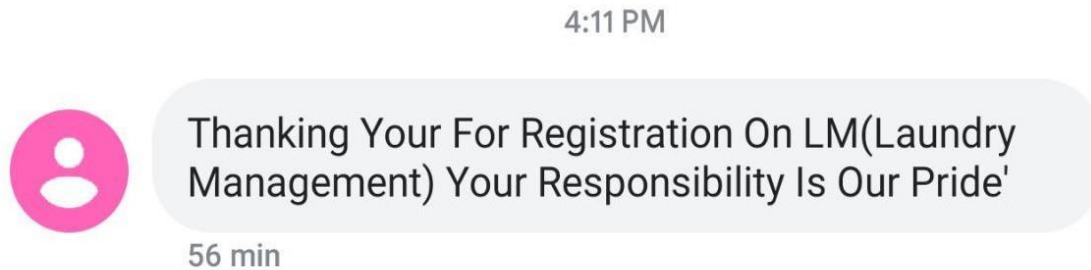 4:11 PM
Thanking Your For Registration On LM(Laundry
Management) Your Responsibility Is Our Pride'
56 min